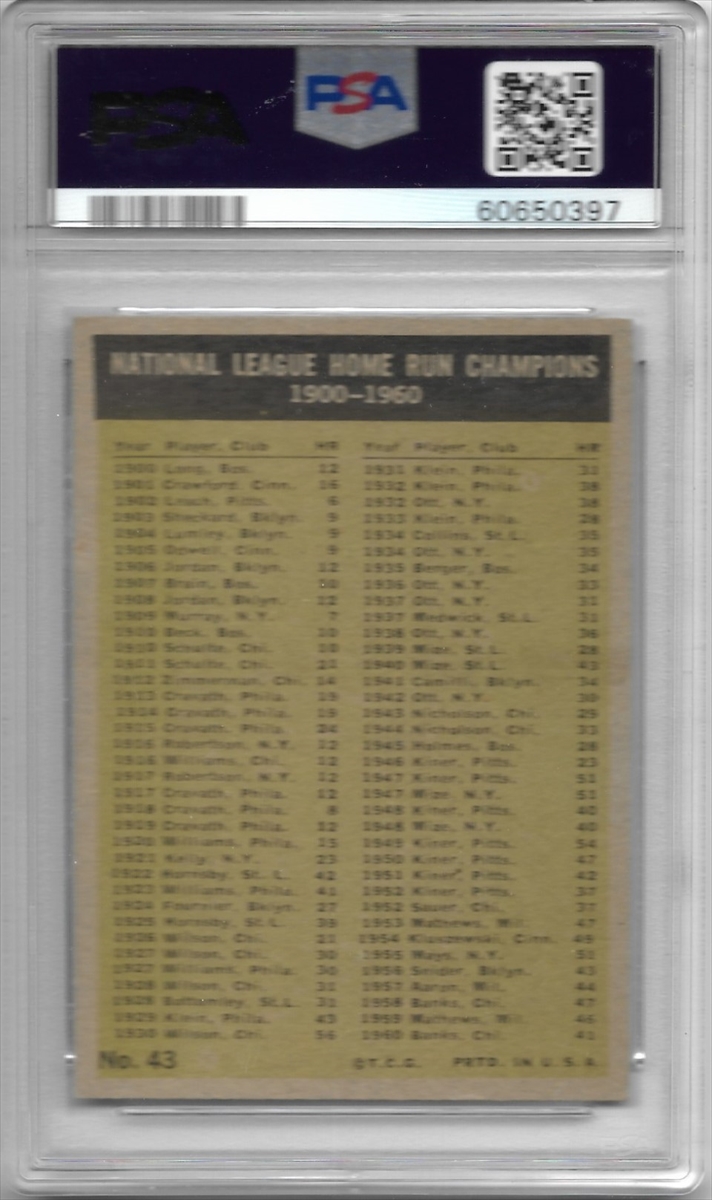 PSA
PSA
60650397
NATIONAL LEAGUE HOME RUN CHAMPIONS
1900-1960
Year Player, Club HR Year Player, Club HR
1900 Long, Bos. 12 1931 Klein, Phila. 31
1901 Crawford, Cinn. 16 1932 Klein, Phila. 38
1902 Leach, Pitts. 6 1932 Ott, N.Y. 38
1903 Sheckard, Bklyn. 9 1933 Klein, Phila. 28
1904 Lumley, Bklyn. 9 1934 Collins, St.L. 35
1905 Odwell, Cinn. 9 1934 Ott, N.Y. 35
1906 Jordan, Bklyn. 12 1935 Berger, Bos. 34
1907 Brain, Bos. 10 1936 Ott, N.Y. 33
1908 Jordan, Bklyn. 12 1937 Ott, N.Y. 31
1909 Murray, N.Y. 7 1937 Medwick, St.L. 31
1910 Beck, Bos. 10 1938 Ott, N.Y. 36
1910 Schulte, Chi. 10 1939 Mize, St.L. 28
1911 Schulte, Chi. 21 1940 Mize, St.L. 43
1912 Zimmerman, Chi. 14 1941 Camilli, Bklyn. 34
1913 Cravath, Phila. 19 1942 Ott, N.Y. 30
1914 Cravath, Phila. 19 1943 Nicholson, Chi. 29
1915 Cravath, Phila. 24 1944 Nicholson, Chi. 33
1916 Robertson, N.Y. 12 1945 Holmes, Bos. 28
1916 Williams, Chi. 12 1946 Kiner, Pitts. 23
1917 Robertson, N.Y. 12 1947 Kiner, Pitts. 51
1917 Cravath, Phila. 12 1947 Mize, N.Y. 51
1918 Cravath, Phila. 8 1948 Kiner, Pitts. 40
1919 Cravath, Phila. 12 1948 Mize, N.Y. 40
1920 Williams, Phila. 15 1949 Kiner, Pitts. 54
1921 Kelly, N.Y. 23 1950 Kiner, Pitts. 47
1922 Hornsby, St. L. 42 1951 Kiner, Pitts. 42
1923 Williams, Phila. 41 1952 Kiner, Pitts. 37
1924 Fournier, Bklyn. 27 1952 Sauer, Chi. 37
1925 Hornsby, St.L. 39 1953 Mathews, Mil. 47
1926 Wilson, Chi. 21 1954 Kluszewski, Cinn. 49
1927 Wilson, Chi. 30 1955 Mays, N.Y. 51
1927 Williams, Phila. 30 1956 Snider, Bklyn. 43
1928 Wilson, Chi. 31 1957 Aaron, Mil. 44
1928 Bottomley, St.L. 31 1958 Banks, Chi. 47
1929 Klein, Phila. 43 1959 Mathews, Mil. 46
1930 Wilson, Chi. 56 1960 Banks, Chi. 41
No. 43 ©T.C.G. PRTD. IN U.S.A.